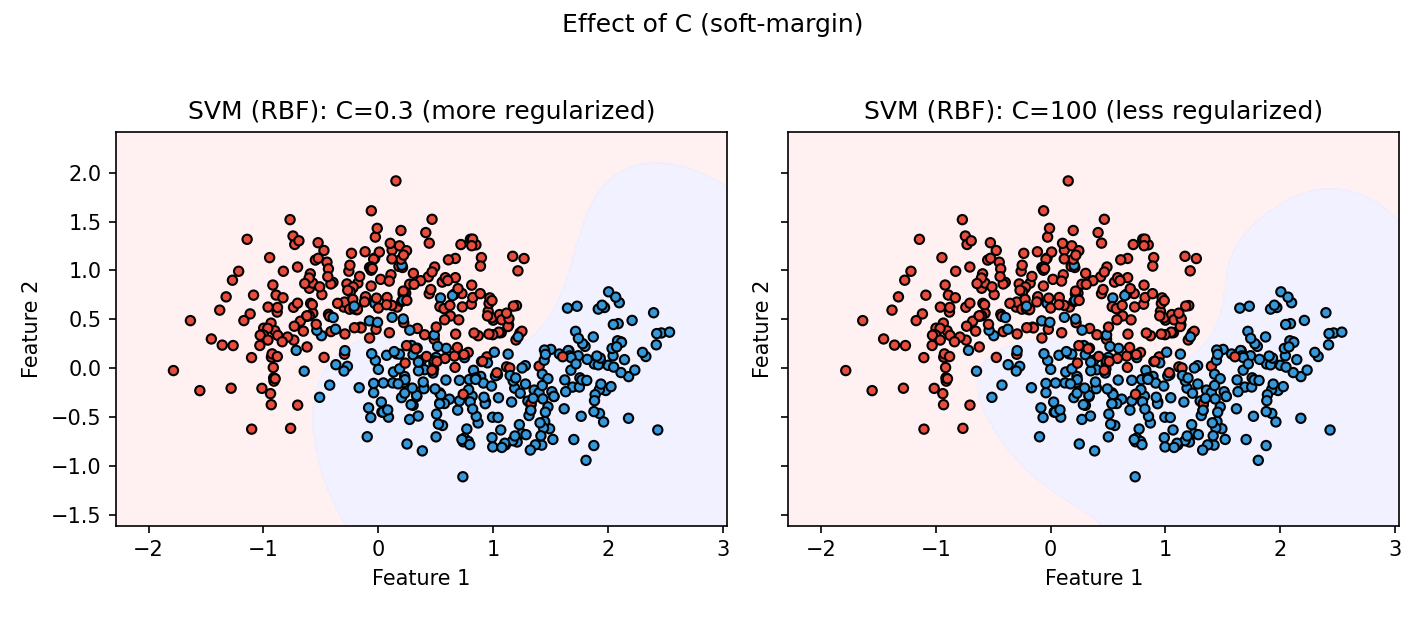 Effect of C (soft-margin)
SVM (RBF): C=0.3 (more regularized)
SVM (RBF): C=100 (less regularized)
Feature 2
2.0
1.5
1.0
0.5
0.0
−0.5
−1.0
−1.5
−2 −1 0 1 2 3
Feature 1
Feature 2
−2 −1 0 1 2 3
Feature 1